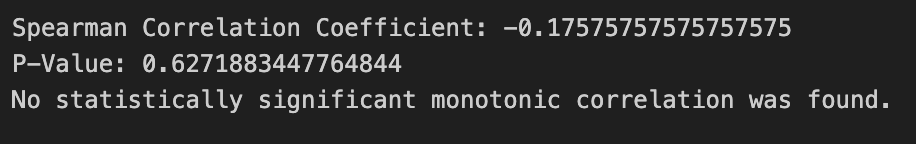 Spearman Correlation Coefficient: -0.17575757575757575
P-Value: 0.6271883447764844
No statistically significant monotonic correlation was found.